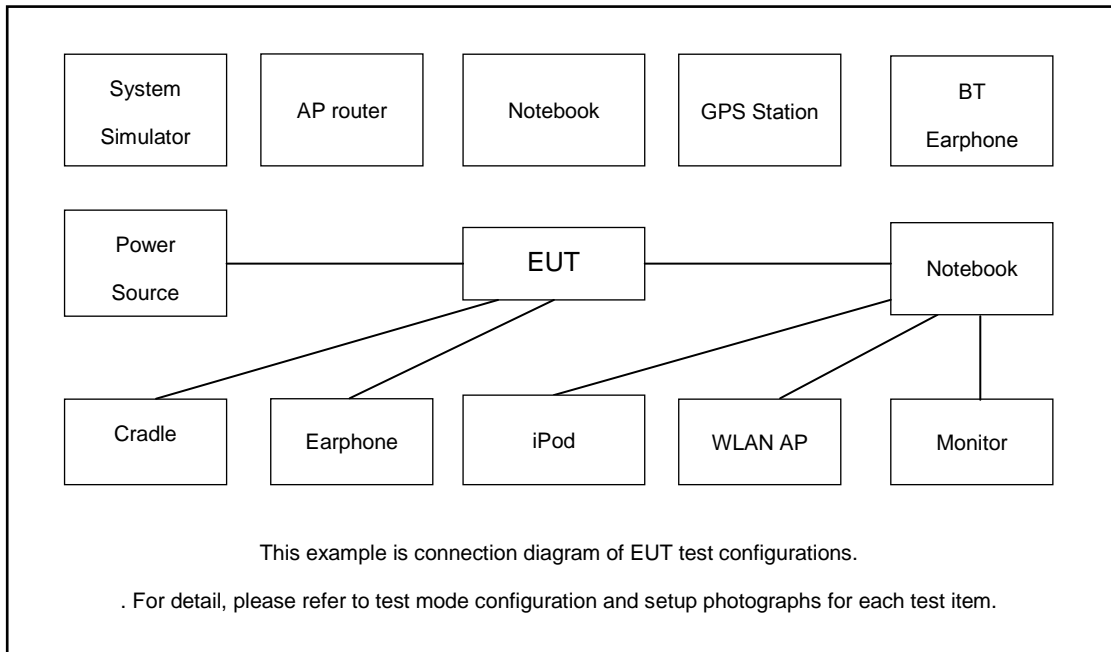 System
Simulator
AP router
Notebook
GPS Station
BT
Earphone
Power
Source
EUT
Notebook
Cradle
Earphone
iPod
WLAN AP
Monitor
This example is connection diagram of EUT test configurations.
. For detail, please refer to test mode configuration and setup photographs for each test item.